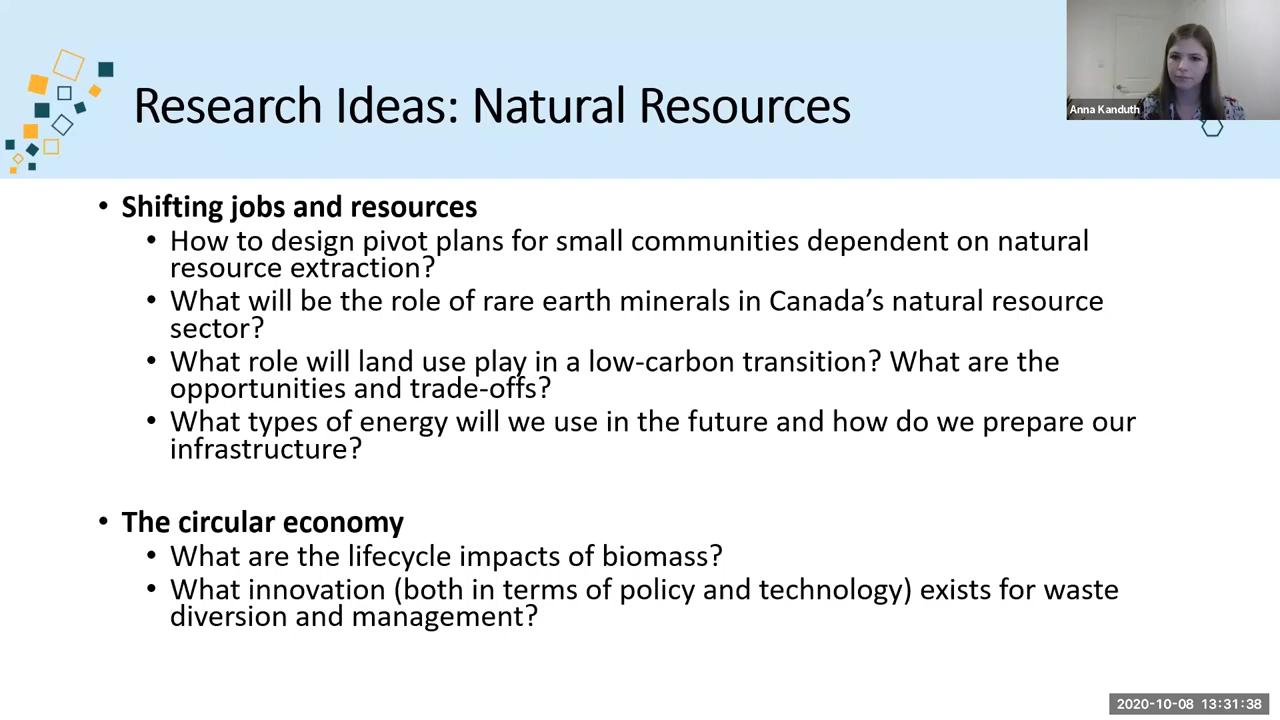 Research Ideas: Natural Resources
Anna Kanduth
• Shifting jobs and resources
• How to design pivot plans for small communities dependent on natural
resource extraction?
• What will be the role of rare earth minerals in Canada’s natural resource
sector?
• What role will land use play in a low-carbon transition? What are the
opportunities and trade-offs?
• What types of energy will we use in the future and how do we prepare our
infrastructure?
• The circular economy
• What are the lifecycle impacts of biomass?
• What innovation (both in terms of policy and technology) exists for waste
diversion and management?
2020-10-08 13:31:38